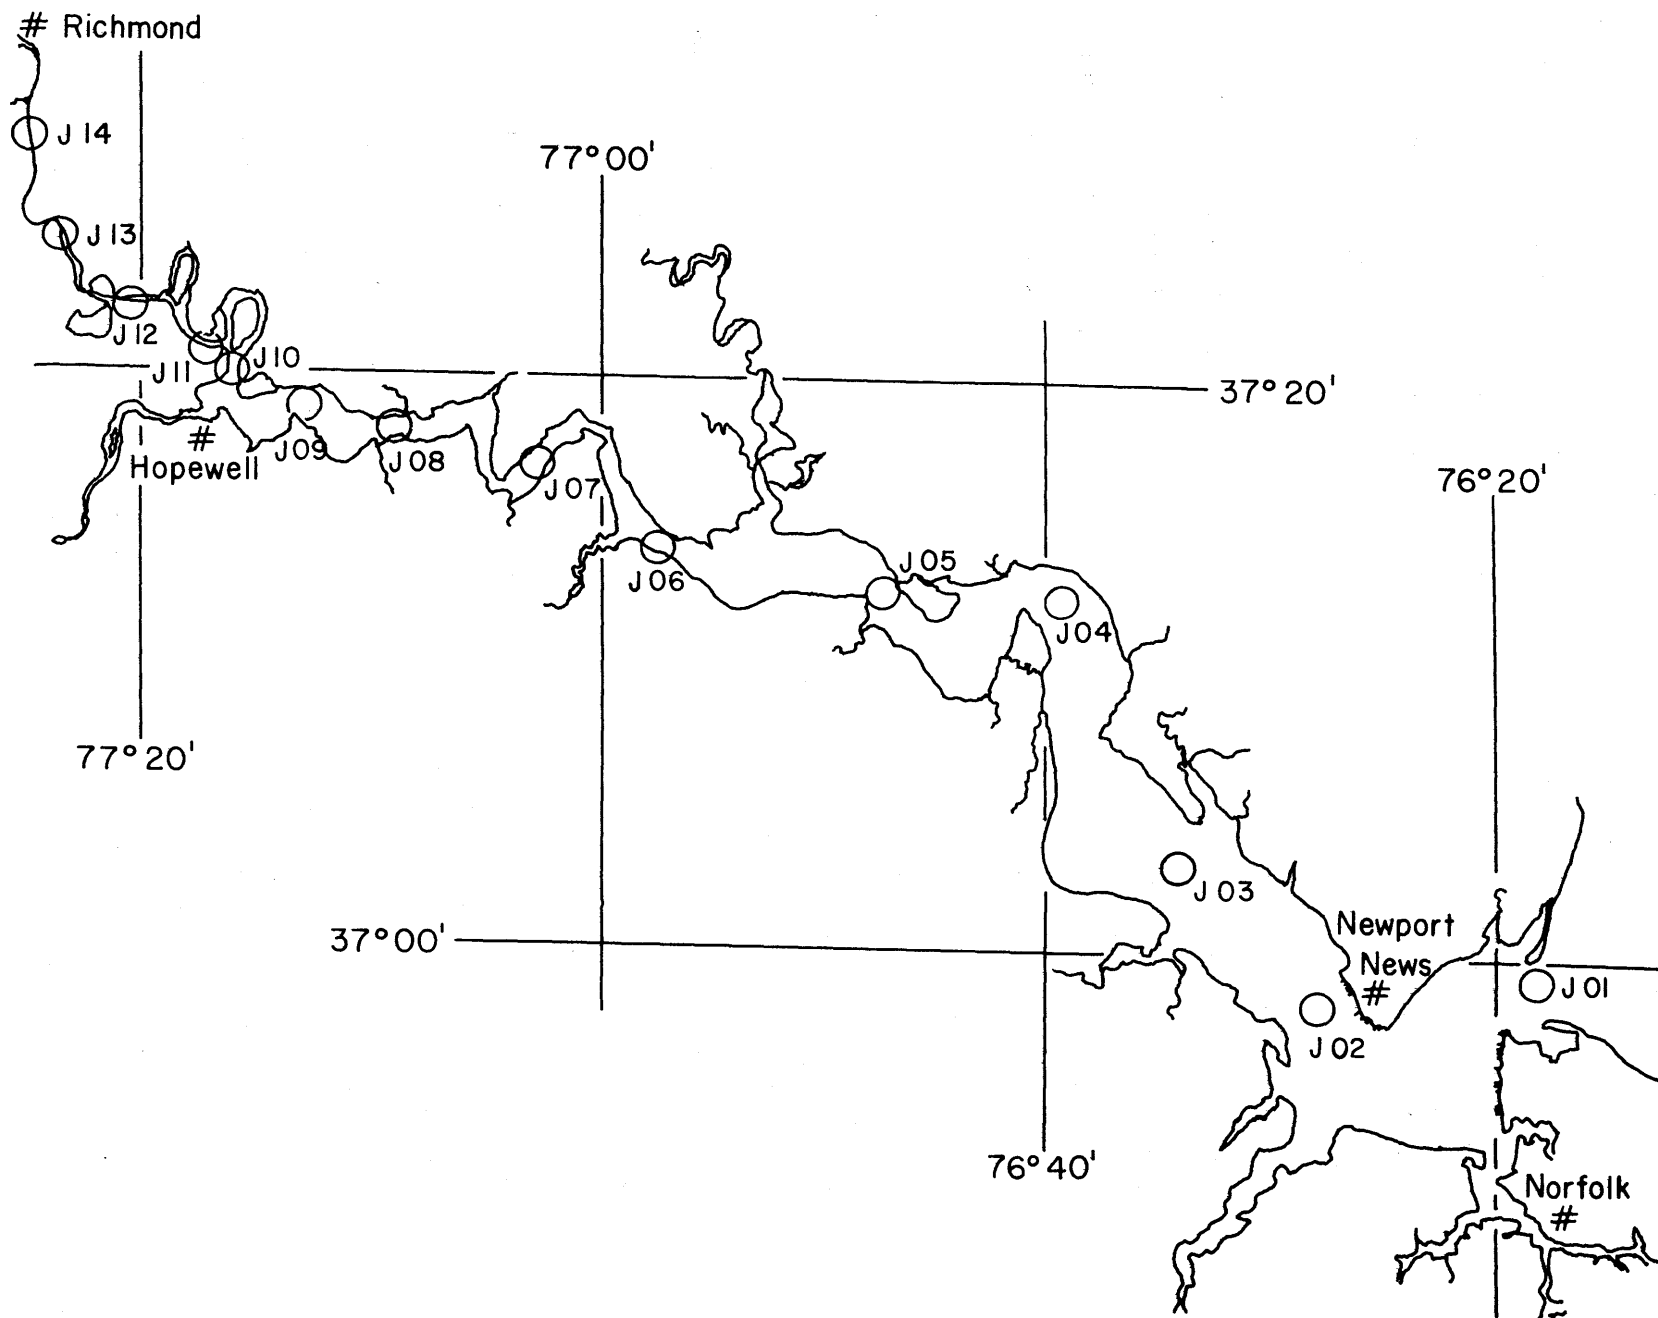 # Richmond
J 14
77°00'
J 13
J 12
J 11
J 10
37°20'
#
Hopewell
J 09
J 08
J 07
76°20'
J 06
J 05
J 04
77°20'
J 03
37°00'
Newport
News
#
J 01
J 02
76°40'
Norfolk
#